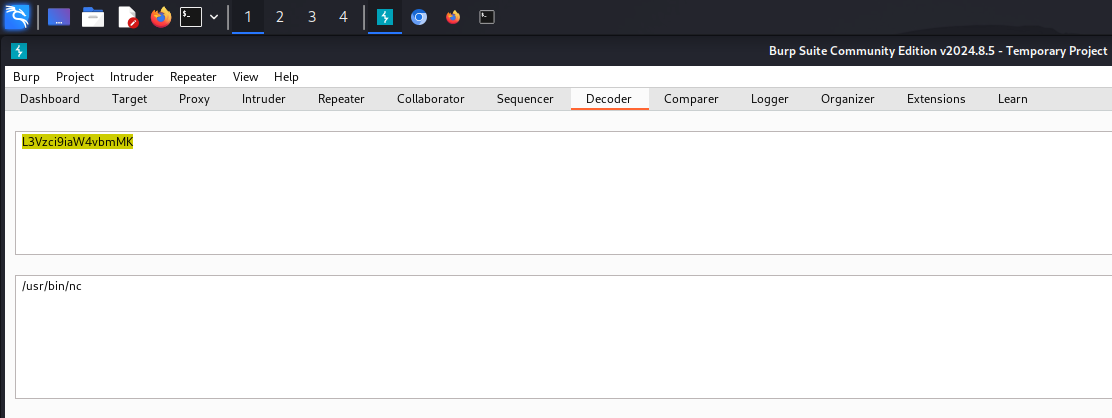 1 2 3 4
Burp Suite Community Edition v2024.8.5 - Temporary Project
Burp Project Intruder Repeater View Help
Dashboard Target Proxy Intruder Repeater Collaborator Sequencer Decoder Comparer Logger Organizer Extensions Learn
L3Vzci9iaW4vbmMK
/usr/bin/nc